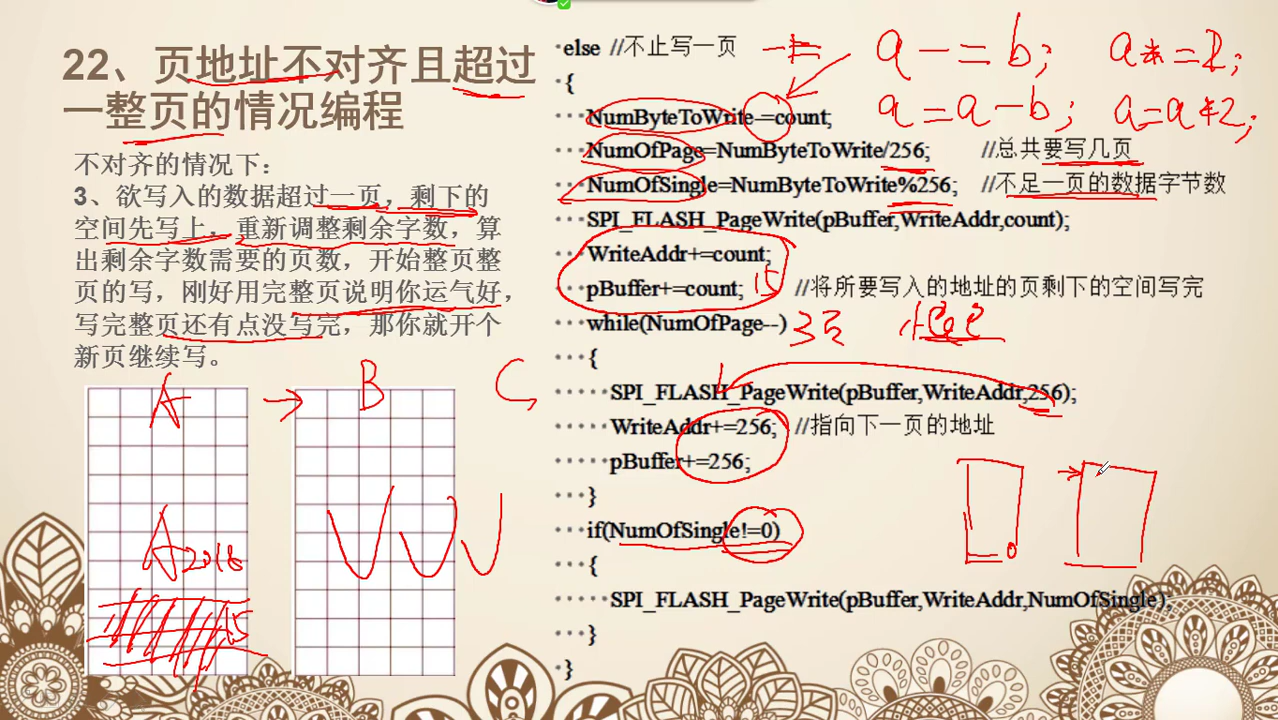 22、页地址不对齐且超过
一整页的情况编程
不对齐的情况下：
3、欲写入的数据超过一页，剩下的
空间先写上，重新调整剩余字数，算
出剩余字数需要的页数，开始整页整
页的写，刚好用完整页说明你运气好，
写完整页还有点没写完，那你就开个
新页继续写。
A
B
C
A2016
15
else //不止写一页
{
NumByteToWrite-=count;
NumOfPage=NumByteToWrite/256; //总共要写几页
NumOfSingle=NumByteToWrite%256; //不足一页的数据字节数
SPI_FLASH_PageWrite(pBuffer,WriteAddr,count);
WriteAddr+=count;
pBuffer+=count; 15 //将所要写入的地址的页剩下的空间写完
while(NumOfPage--) 3页
{
SPI_FLASH_PageWrite(pBuffer,WriteAddr,256);
WriteAddr+=256; //指向下一页的地址
pBuffer+=256;
}
if(NumOfSingle!=0)
{
SPI_FLASH_PageWrite(pBuffer,WriteAddr,NumOfSingle);
}
}
a-=b; a*=2;
a=a-b; a=a*2;